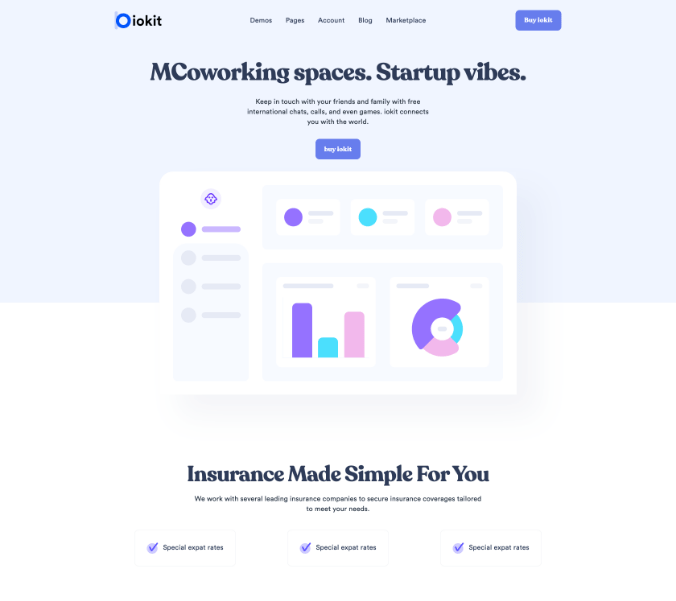 iokit
Demos Pages Account Blog Marketplace
Buy iokit
MCoworking spaces. Startup vibes.
Keep in touch with your friends and family with free
international chats, calls, and even games. iokit connects
you with the world.
buy iokit
Insurance Made Simple For You
We work with several leading insurance companies to secure insurance coverages tailored
to meet your needs.
Special expat rates
Special expat rates
Special expat rates